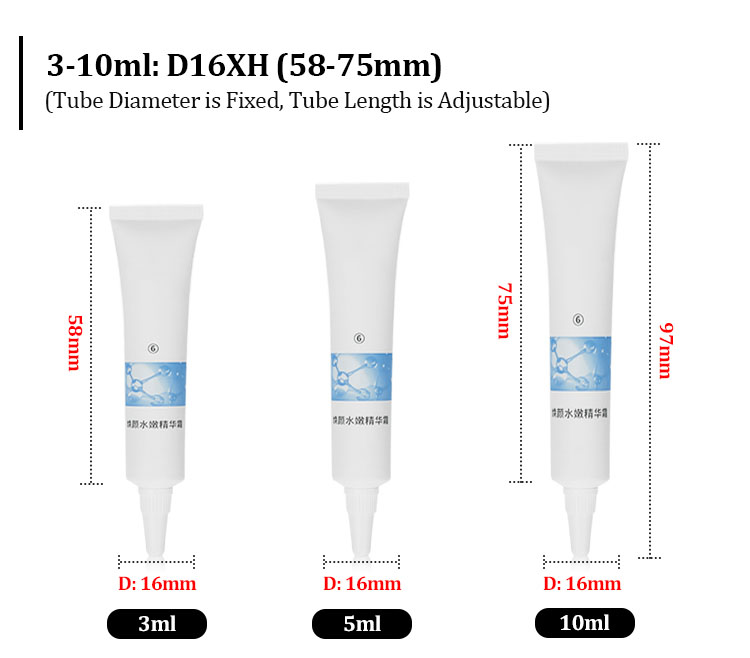 3-10ml: D16XH (58-75mm)
(Tube Diameter is Fixed, Tube Length is Adjustable)
58mm
75mm
97mm
⑥
焕颜水嫩精华霜
⑥
焕颜水嫩精华霜
⑥
焕颜水嫩精华霜
D: 16mm
D: 16mm
D: 16mm
3ml
5ml
10ml